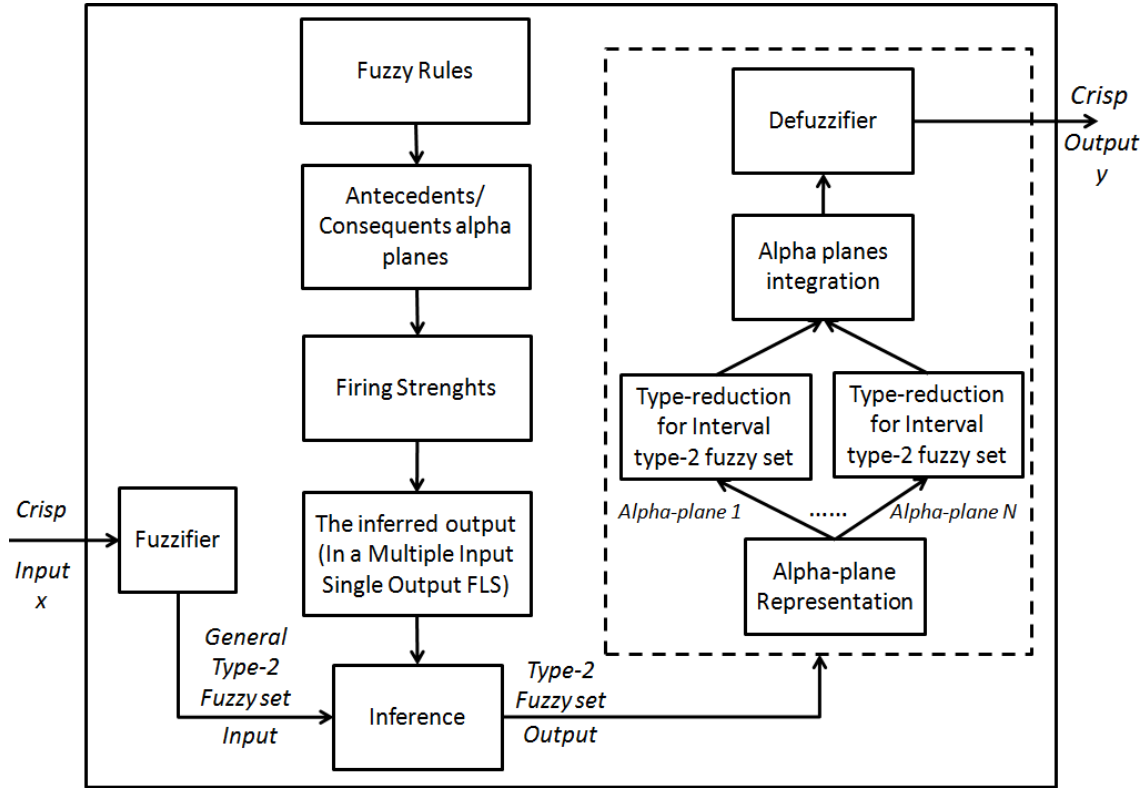 Fuzzy Rules
Antecedents/
Consequents alpha
planes
Firing Strenghts
The inferred output
(In a Multiple Input
Single Output FLS)
Inference
Crisp
Input
x
Fuzzifier
General
Type-2
Fuzzy set
Input
Type-2
Fuzzy set
Output
Defuzzifier
Alpha planes
integration
Type-reduction
for Interval
type-2 fuzzy set
Type-reduction
for Interval
type-2 fuzzy set
Alpha-plane 1
......
Alpha-plane N
Alpha-plane
Representation
Crisp
Output
y